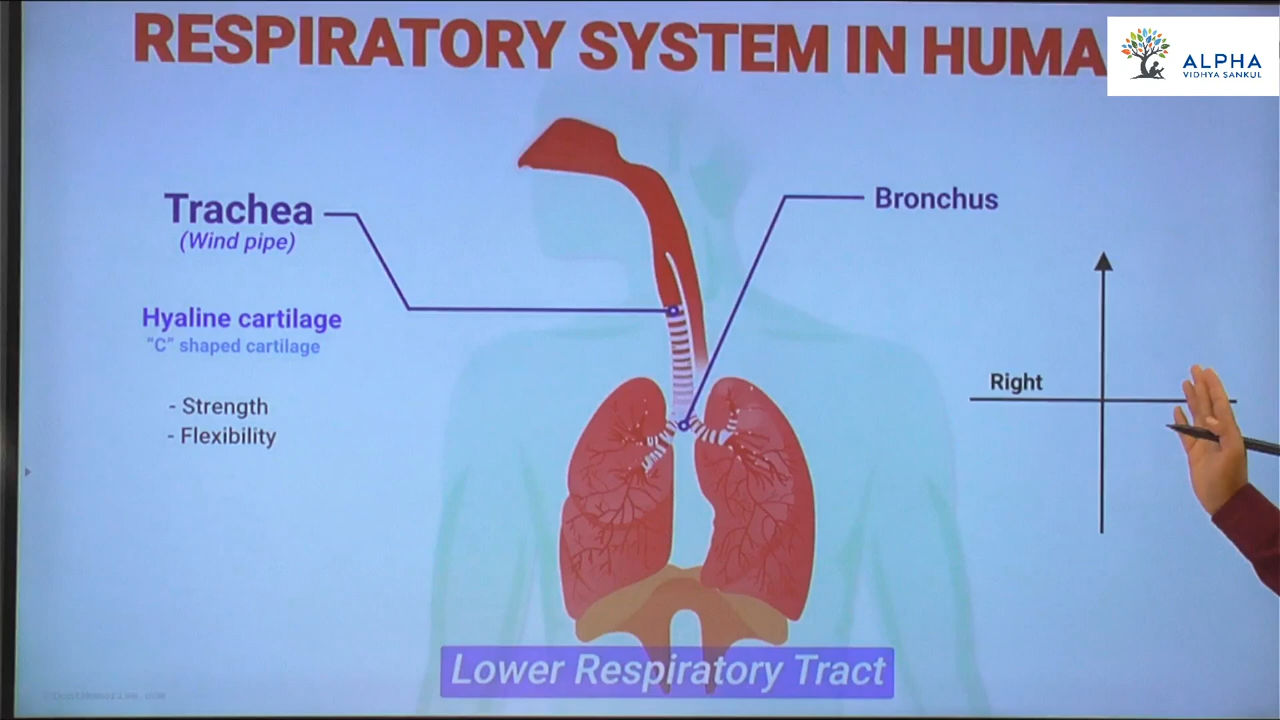 RESPIRATORY SYSTEM IN HUMA
ALPHA
VIDHYA SANKUL
Trachea
(Wind pipe)
Bronchus
Hyaline cartilage
"C" shaped cartilage
Right
- Strength
- Flexibility
Lower Respiratory Tract